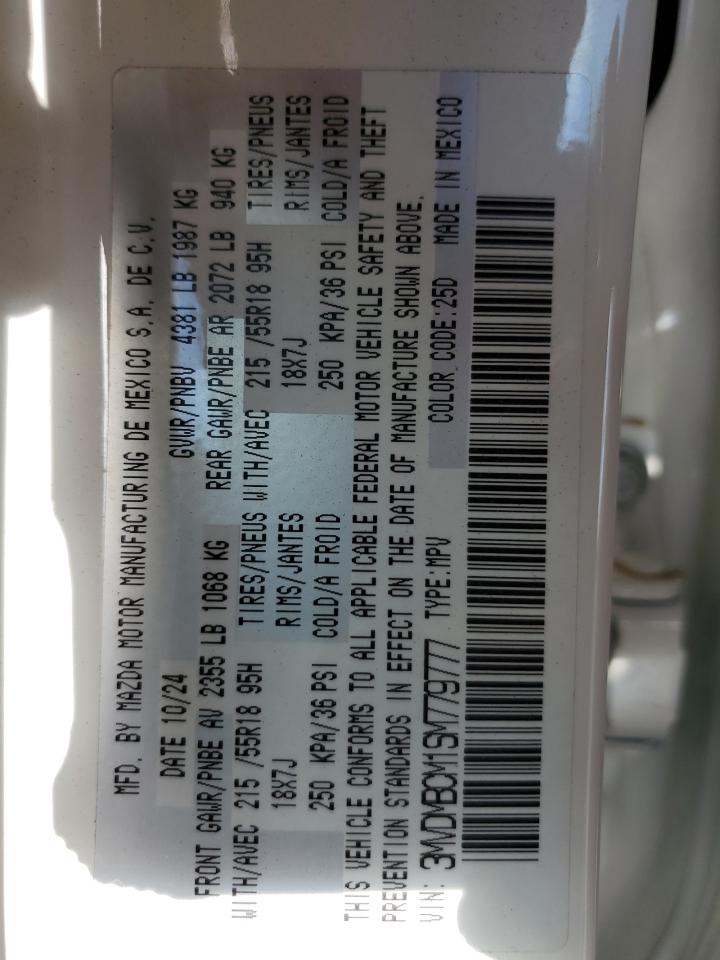 MFD. BY MAZDA MOTOR MANUFACTURING DE MEXICO S.A. DE C.V.
DATE 10/24 GVWR/PNBV 4381 LB 1987 KG
FRONT GAWR/PNBE AV 2355 LB 1068 KG REAR GAWR/PNBE AR 2072 LB 940 KG
WITH/AVEC 215 /55R18 95H TIRES/PNEUS WITH/AVEC 215 /55R18 95H TIRES/PNEUS
18X7J RIMS/JANTES 18X7J RIMS/JANTES
250 KPA/36 PSI COLD/A FROID 250 KPA/36 PSI COLD/A FROID
THIS VEHICLE CONFORMS TO ALL APPLICABLE FEDERAL MOTOR VEHICLE SAFETY AND THEFT
PREVENTION STANDARDS IN EFFECT ON THE DATE OF MANUFACTURE SHOWN ABOVE.
VIN: 3MVDMBCM1SM779777 TYPE:MPV COLOR CODE:25D MADE IN MEXICO